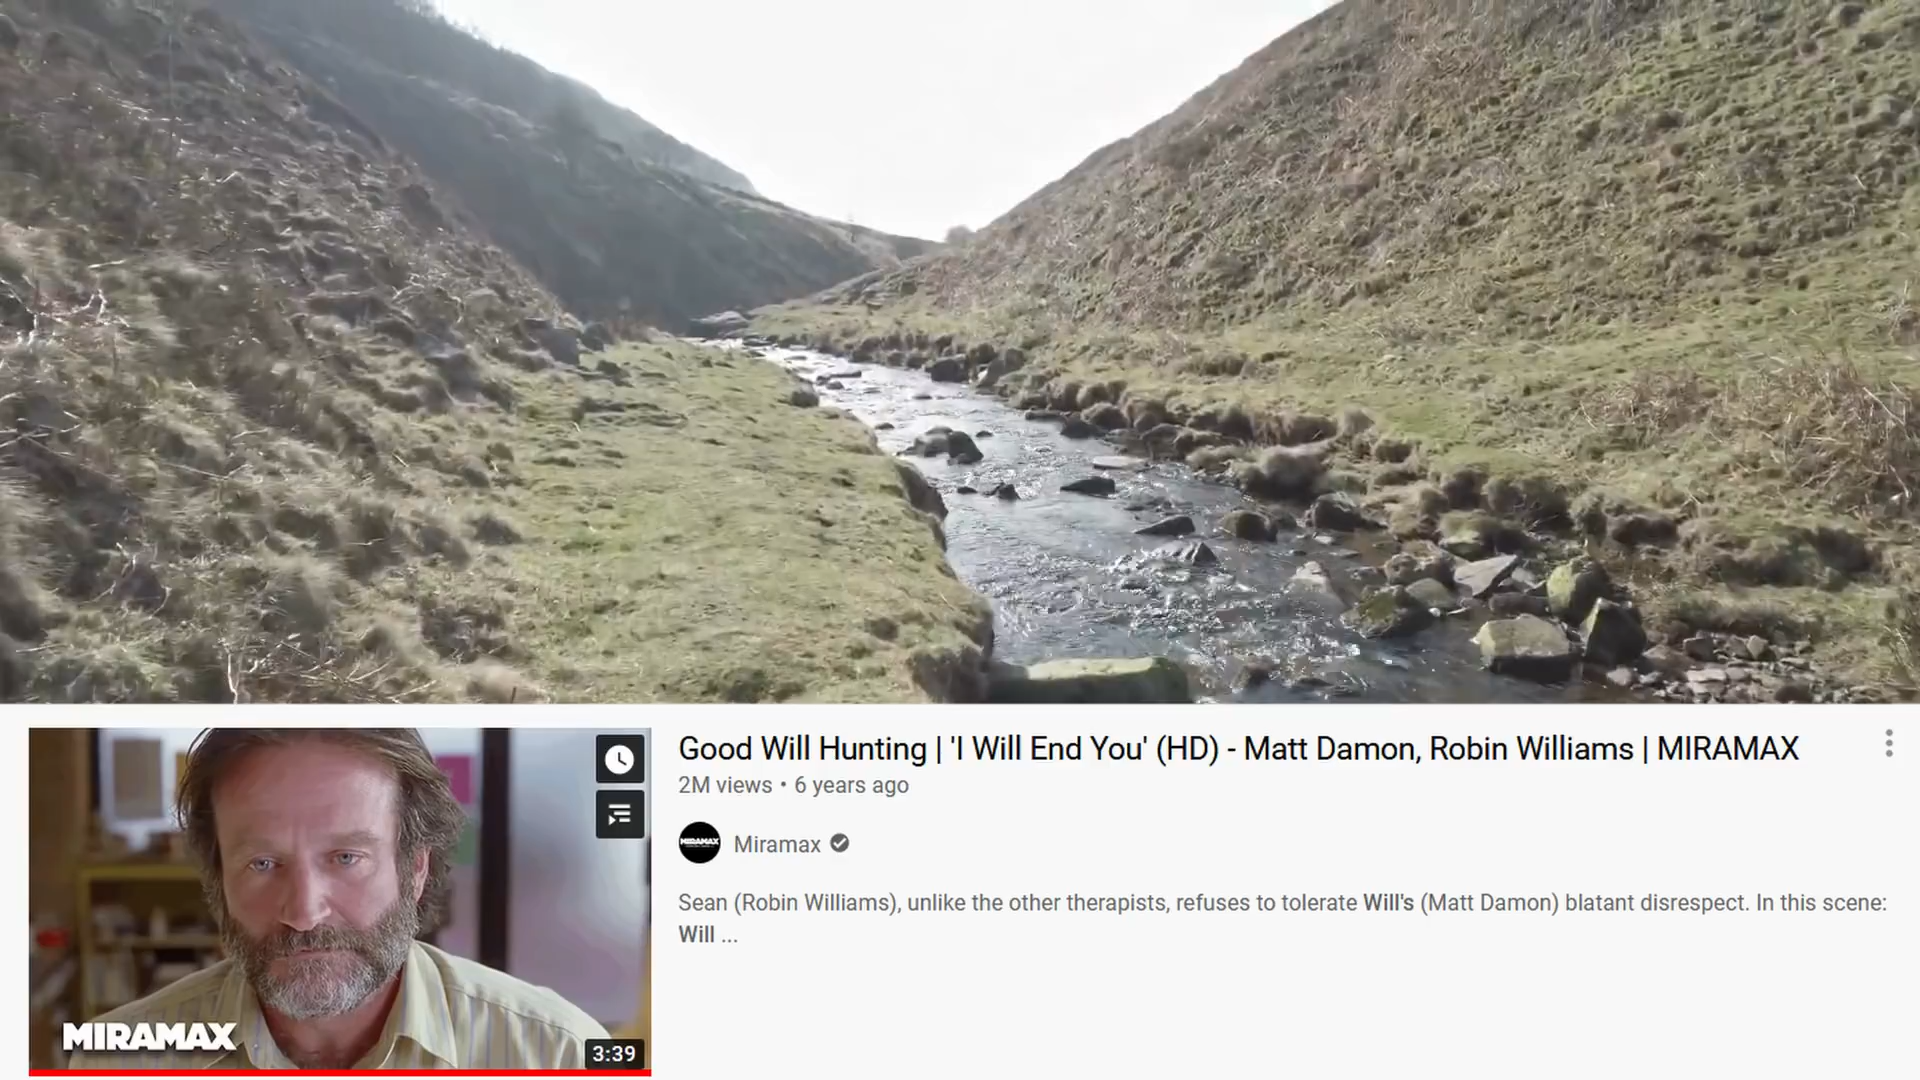 Good Will Hunting | 'I Will End You' (HD) - Matt Damon, Robin Williams | MIRAMAX
2M views • 6 years ago
MIRAMAX
Miramax
Sean (Robin Williams), unlike the other therapists, refuses to tolerate Will's (Matt Damon) blatant disrespect. In this scene:
Will ...
MIRAMAX
3:39